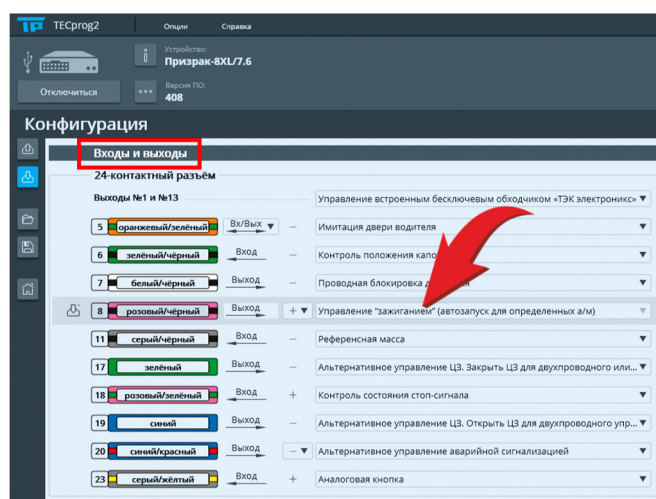 TECprog2 Опции Справка
Устройство:
Призрак-8XL/7.6
Отключиться
Версия ПО:
408
Конфигурация
Входы и выходы
24-контактный разъём
Выходы №1 и №13 Управление встроенным бесключевым обходчиком «ТЭК электроникс»
5 оранжевый/зелёный Вх/Вых — Имитация двери водителя
6 зелёный/чёрный Вход — Контроль положения
7 белый/чёрный Выход — Проводная блокировка
8 розовый/чёрный Выход + Управление "зажиганием" (автозапуск для определенных а/м)
11 серый/чёрный Вход — Референсная масса
17 зелёный Выход — Альтернативное управление ЦЗ. Закрыть ЦЗ для двухпроводного или...
18 розовый/зелёный Вход + Контроль состояния стоп-сигнала
19 синий Выход — Альтернативное управление ЦЗ. Открыть ЦЗ для двухпроводного упр...
20 синий/красный Выход — Альтернативное управление аварийной сигнализацией
23 серый/жёлтый Вход + Аналоговая кнопка